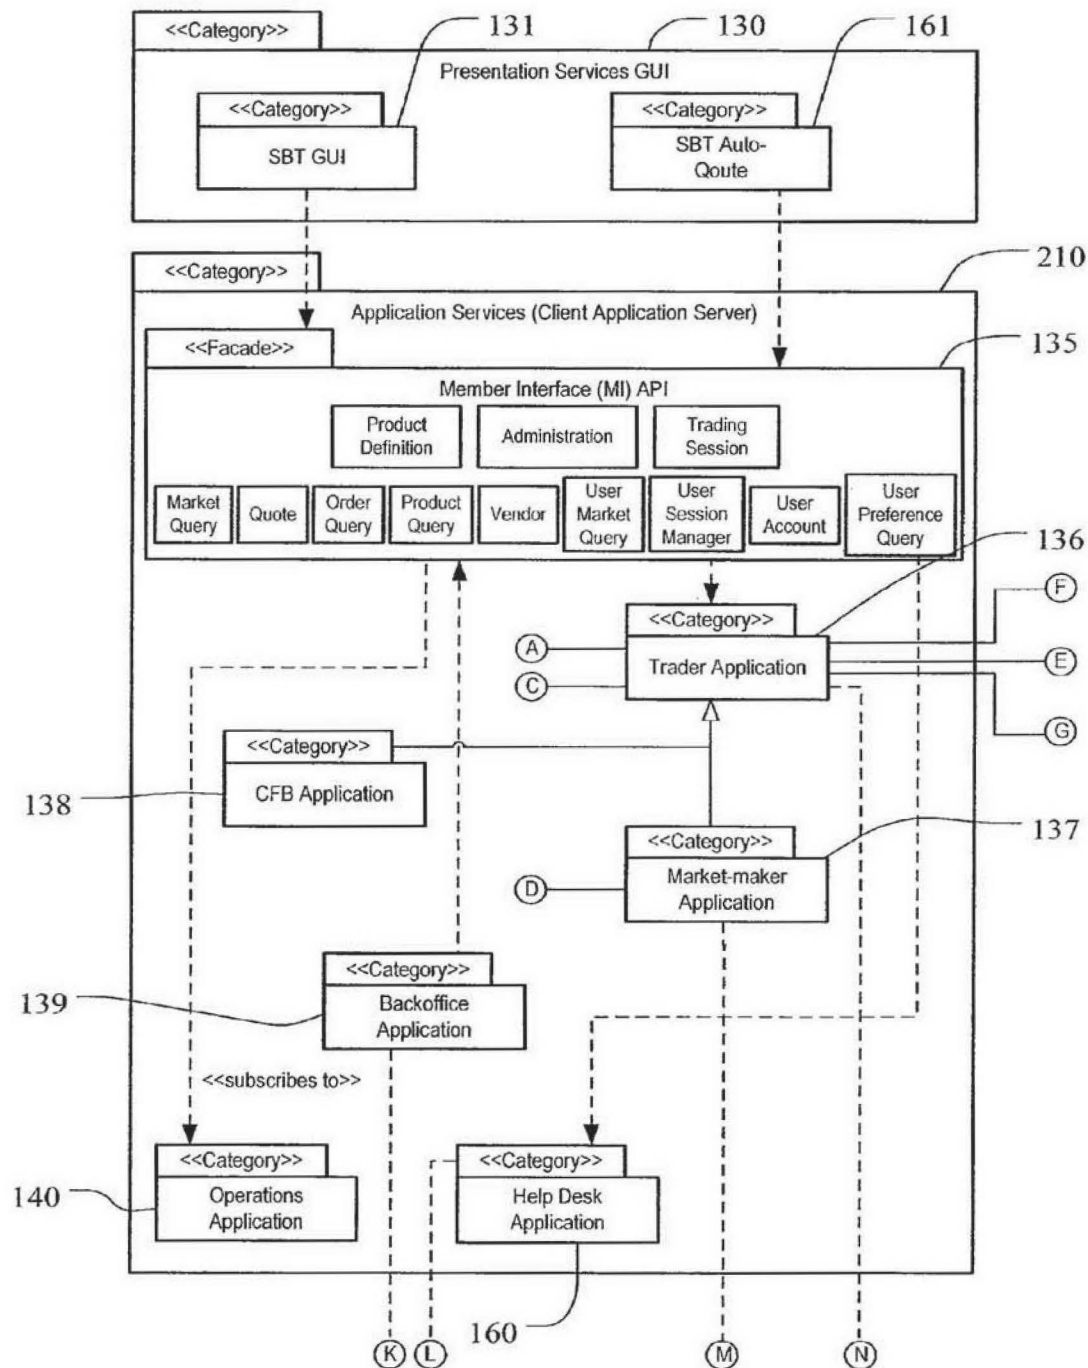 131
130
161
<<Category>>
Presentation Services GUI
<<Category>>
<<Category>>
SBT GUI
SBT Auto-
Qoute
<<Category>>
210
Application Services (Client Application Server)
<<Facade>>
135
Member Interface (MI) API
Product
Definition
Administration
Trading
Session
Market
Query
Quote
Order
Query
Product
Query
Vendor
User
Market
Query
User
Session
Manager
User
Account
User
Preference
Query
136
<<Category>>
F
A
Trader Application
E
C
G
<<Category>>
CFB Application
138
<<Category>>
137
D
Market-maker
Application
<<Category>>
139
Backoffice
Application
<<subscribes to>>
<<Category>>
<<Category>>
140
Operations
Application
Help Desk
Application
160
K
L
M
N